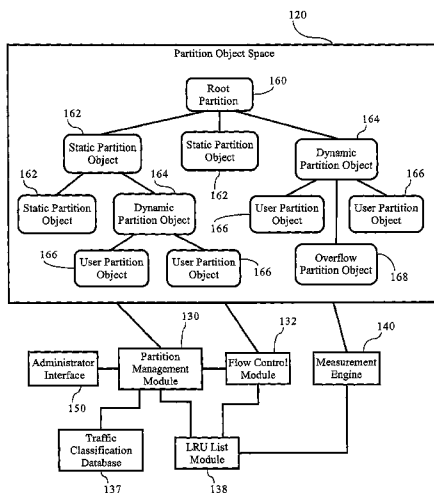 120
Partition Object Space
Root
Partition
160
162
164
Static Partition
Object
Static Partition
Object
Dynamic
Partition Object
162
164
162
166
Static Partition
Object
Dynamic
Partition Object
User Partition
Object
User Partition
Object
166
166
User Partition
Object
User Partition
Object
166
Overflow
Partition Object
168
130
132
140
Administrator
Interface
Partition
Management
Module
Flow Control
Module
Measurement
Engine
150
Traffic
Classification
Database
LRU List
Module
137
138